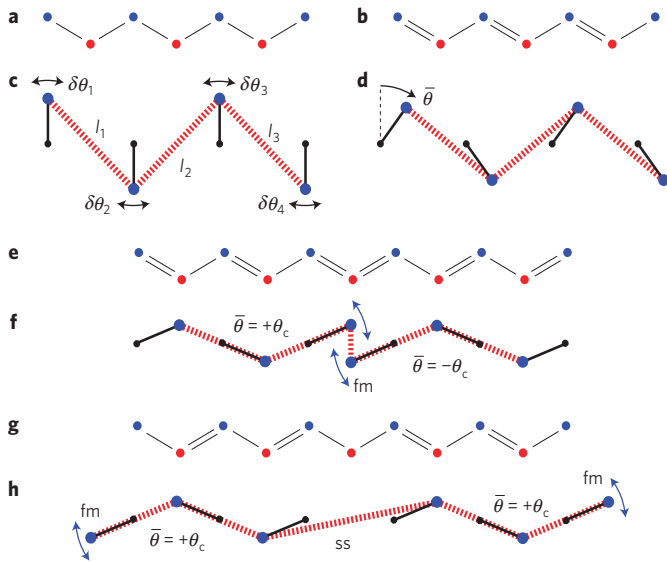 a
b
c
δθ1
δθ3
l1
l2
l3
δθ2
δθ4
d
θ̅
e
f
θ̅ = +θc
θ̅ = −θc
fm
g
h
fm
θ̅ = +θc
ss
θ̅ = +θc
fm